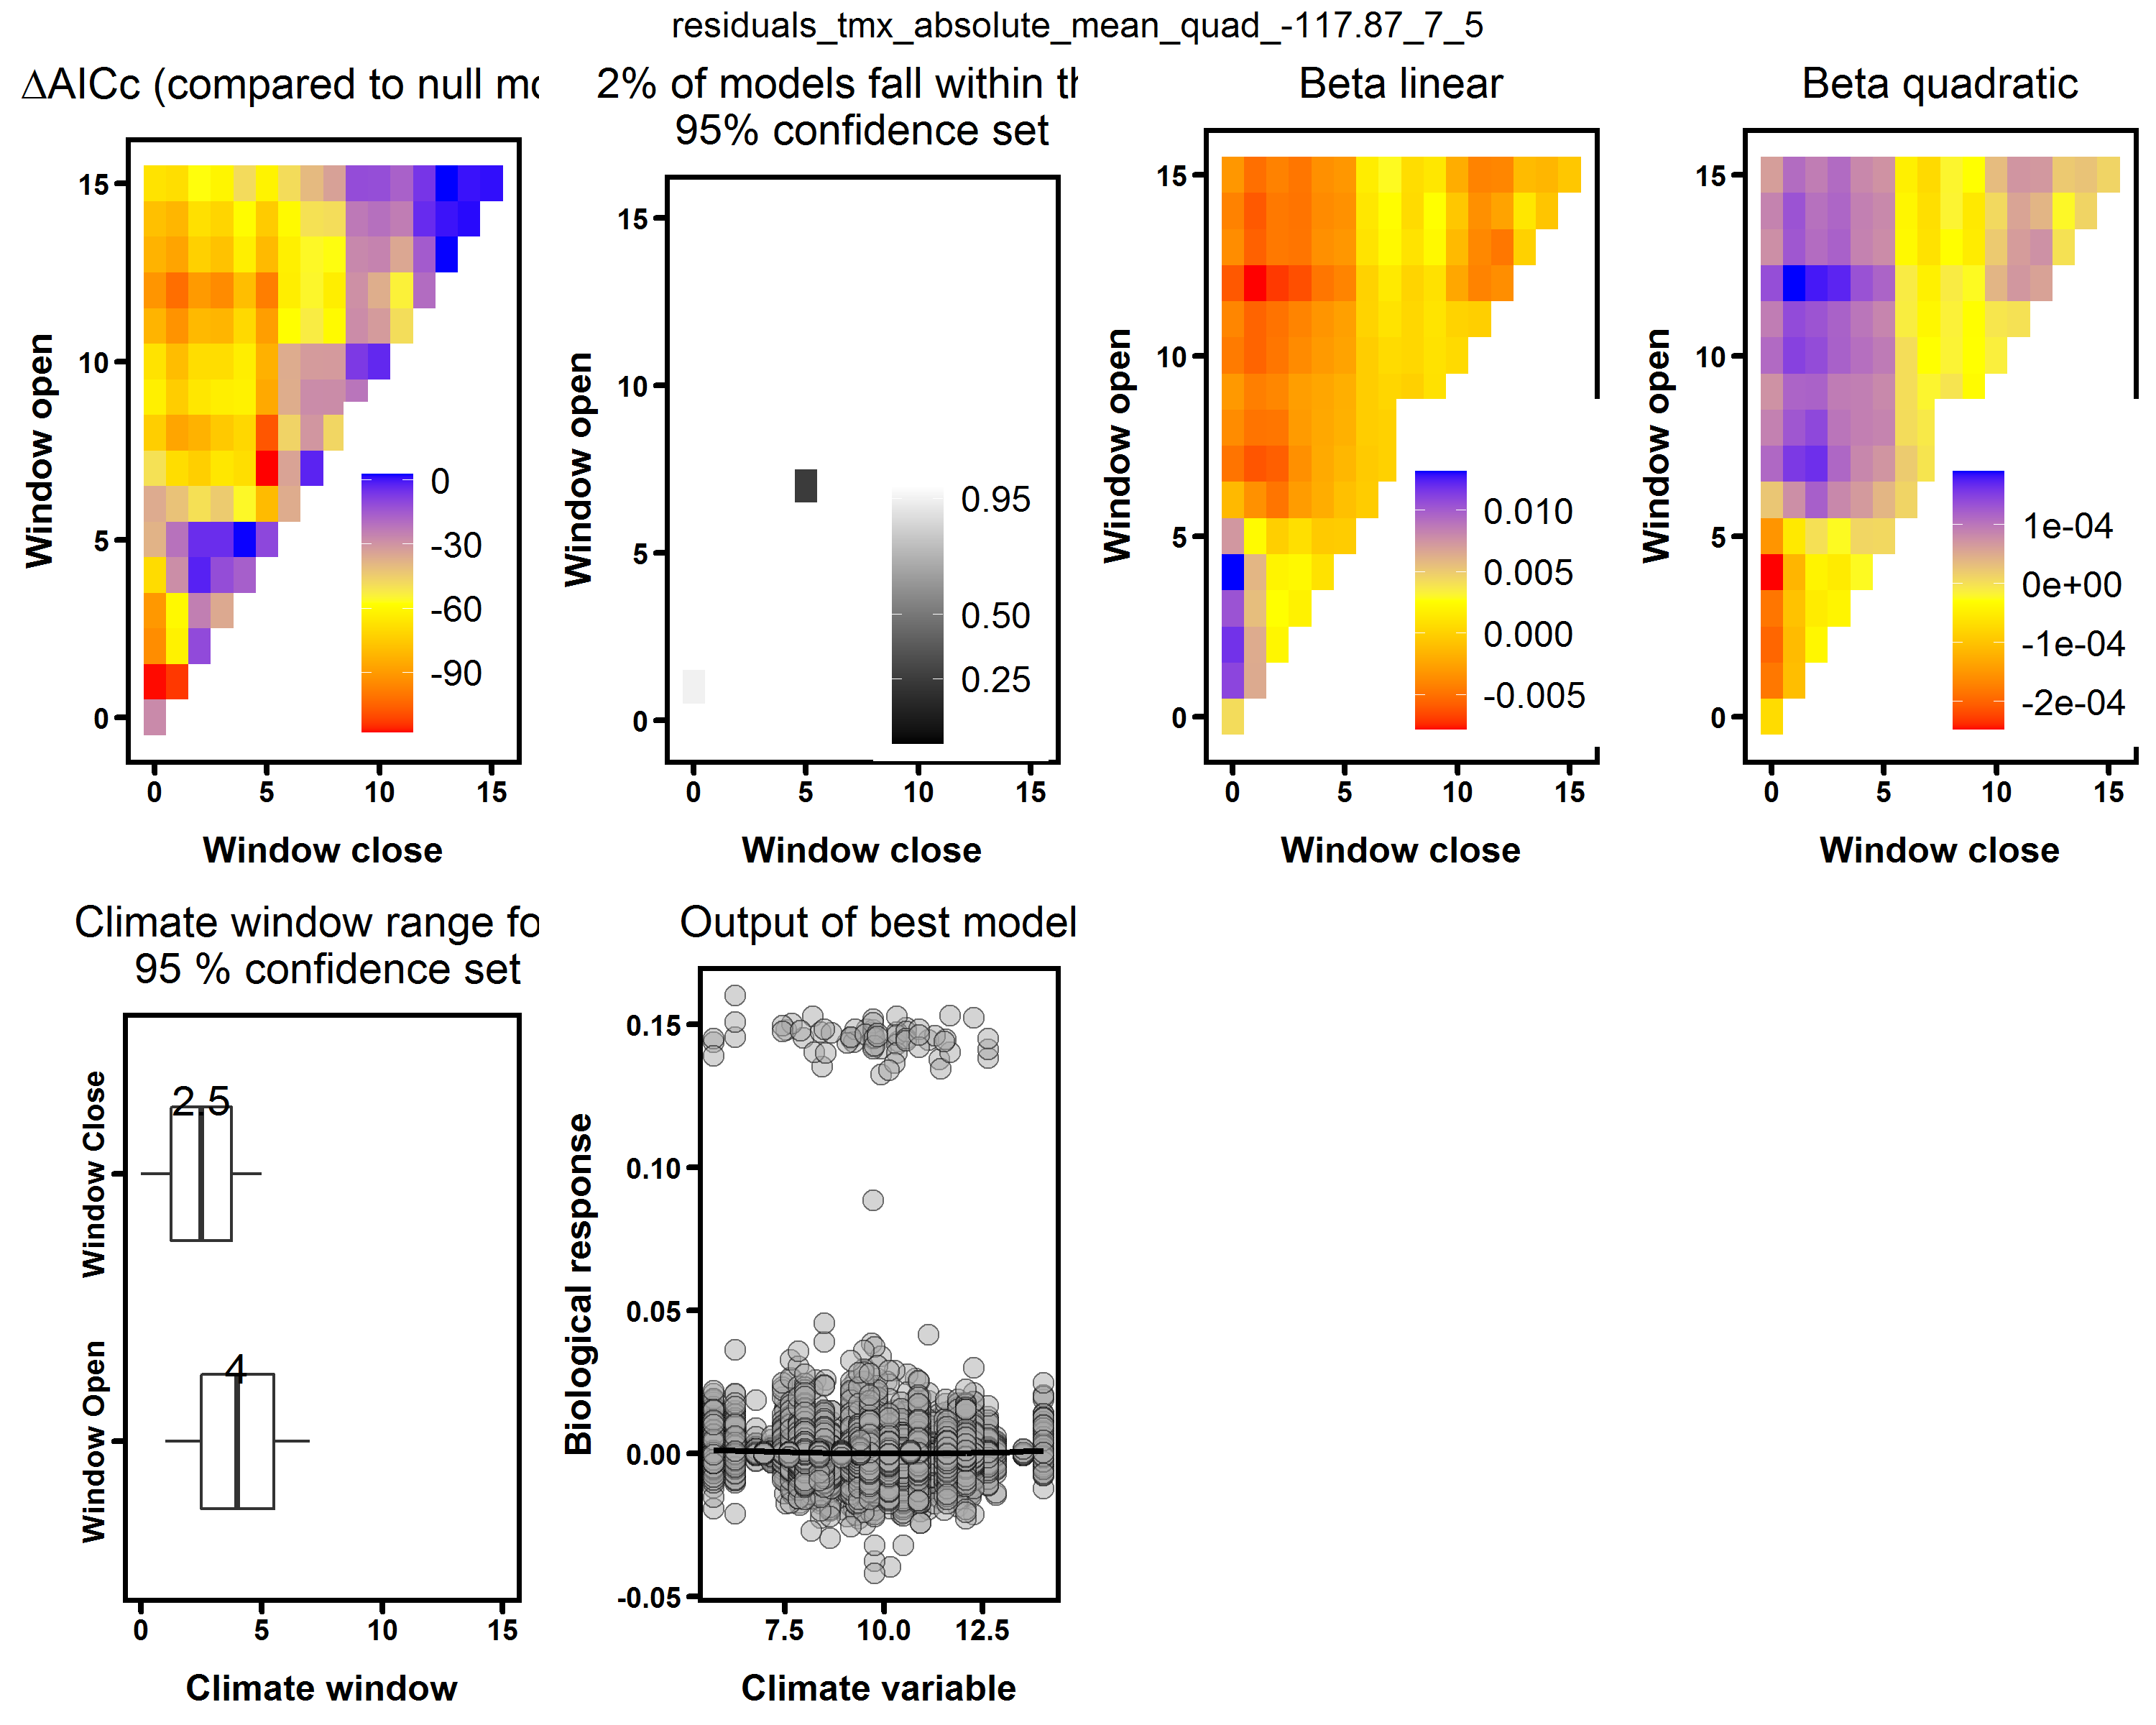 residuals_tmx_absolute_mean_quad_-117.87_7_5
ΔAICc (compared to null mo
Window open
15
10
5
0
0
-30
-60
-90
0 5 10 15
Window close
2% of models fall within th
95% confidence set
Window open
15
10
5
0
0.95
0.50
0.25
0 5 10 15
Window close
Beta linear
Window open
15
10
5
0
0.010
0.005
0.000
-0.005
0 5 10 15
Window close
Beta quadratic
Window open
15
10
5
0
1e-04
0e+00
-1e-04
-2e-04
0 5 10 15
Window close
Climate window range fo
95 % confidence set
Window Close
2.5
Window Open
4
0 5 10 15
Climate window
Output of best model
Biological response
0.15
0.10
0.05
0.00
-0.05
7.5 10.0 12.5
Climate variable